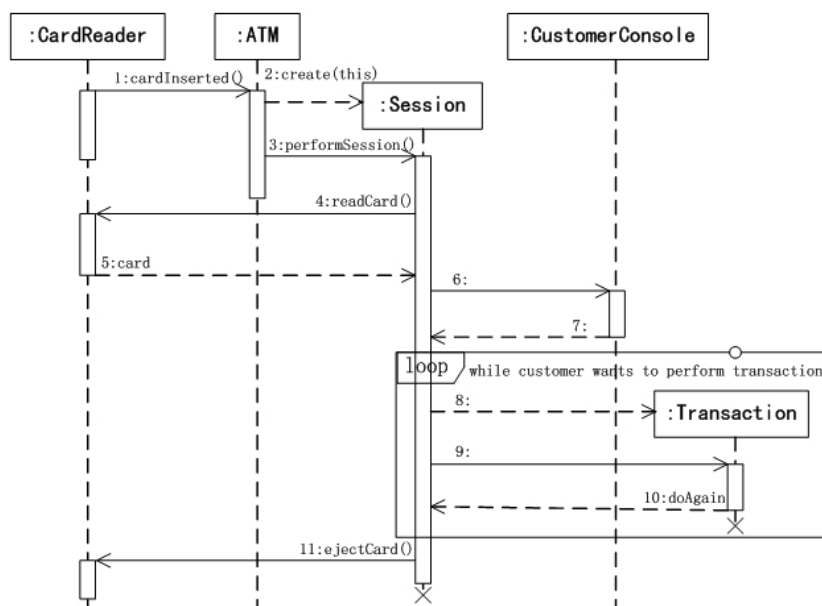 :CardReader
:ATM
:CustomerConsole
1:cardInserted()
2:create(this)
:Session
3:performSession()
4:readCard()
5:card
6:
7:
loop
while customer wants to perform transaction
8:
:Transaction
9:
10:doAgain
11:ejectCard()